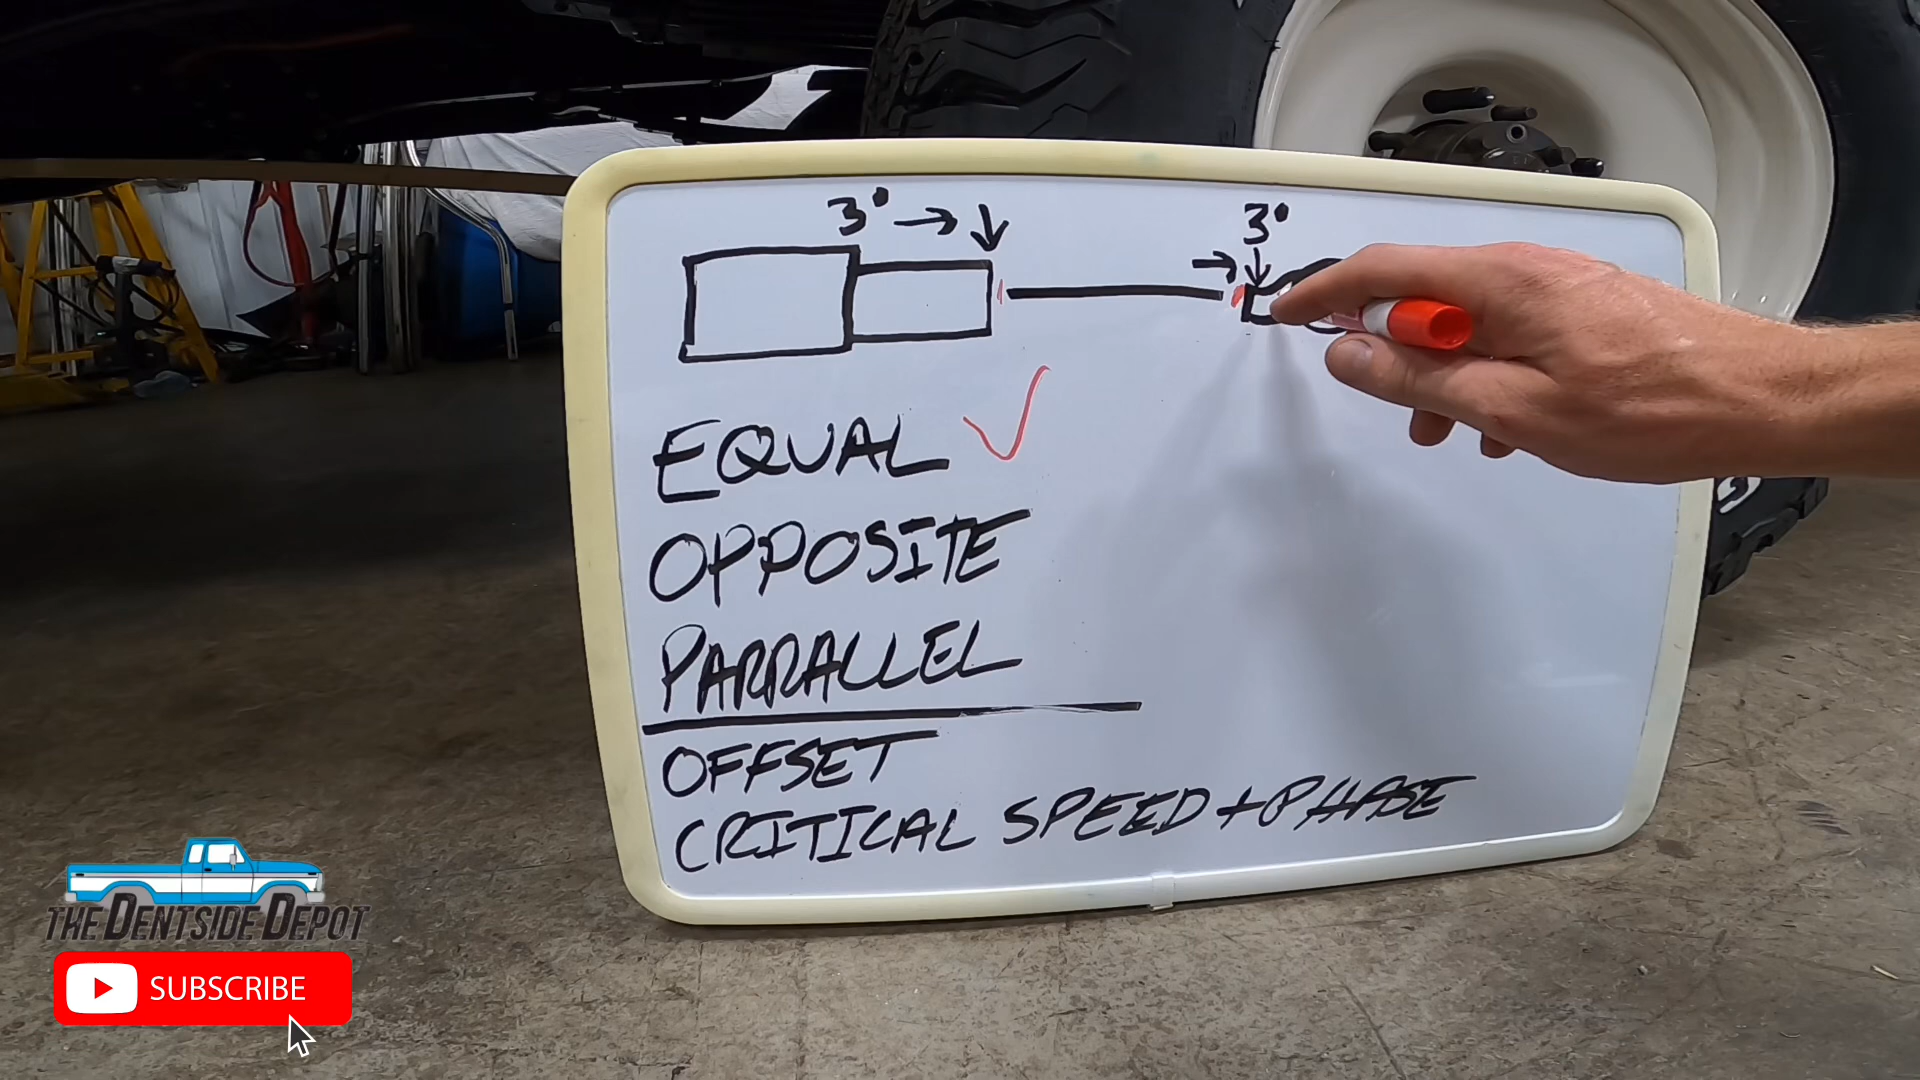 3° → ↓
3°
→ ↓
EQUAL ✓
OPPOSITE
PARRALLEL
OFFSET
CRITICAL SPEED + PHASE
THE DENTSIDE DEPOT
SUBSCRIBE